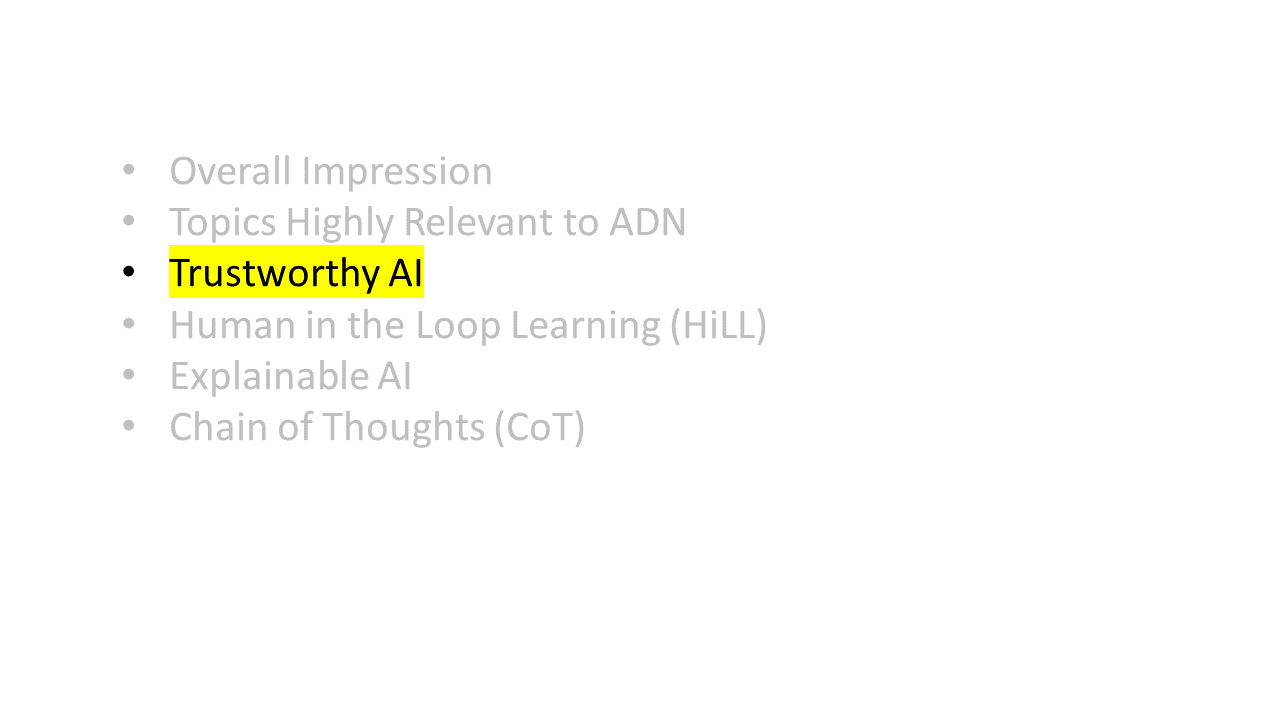 • Overall Impression
• Topics Highly Relevant to ADN
• Trustworthy AI
• Human in the Loop Learning (HiLL)
• Explainable AI
• Chain of Thoughts (CoT)